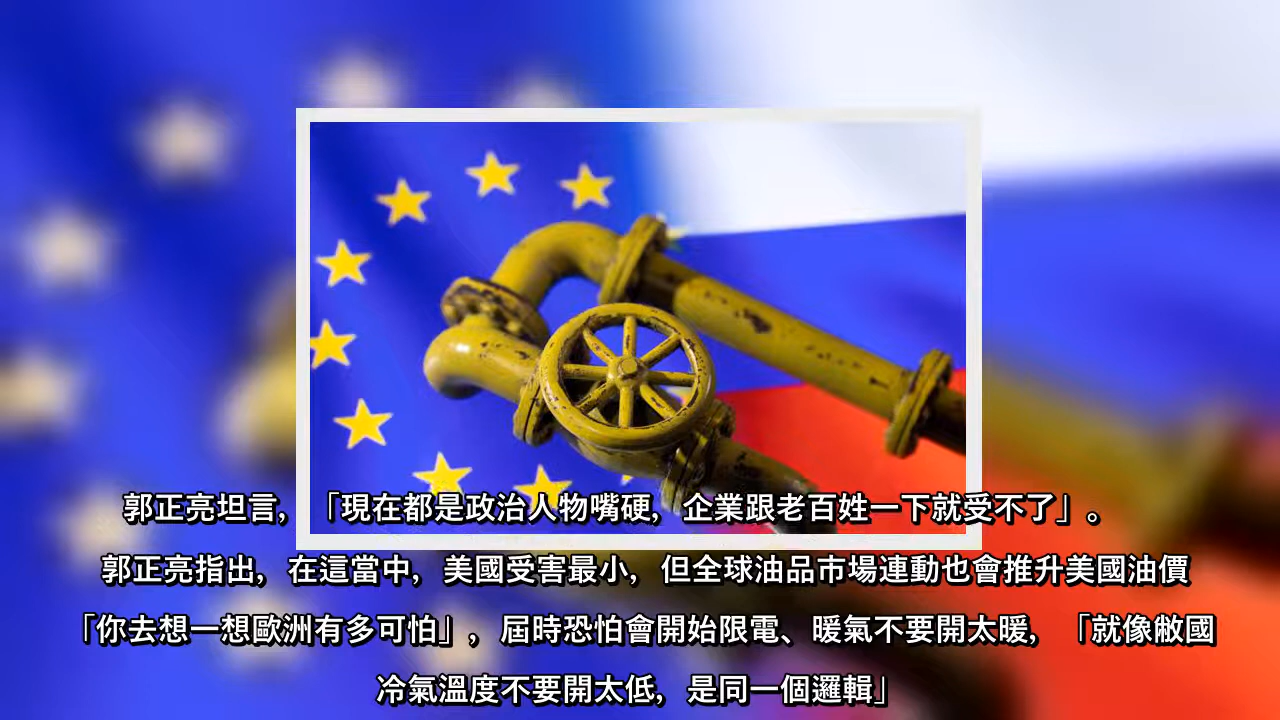 郭正亮坦言，「現在都是政治人物嘴硬，企業跟老百姓一下就受不了」。
郭正亮指出，在這當中，美國受害最小，但全球油品市場連動也會推升美國油價
「你去想一想歐洲有多可怕」，屆時恐怕會開始限電、暖氣不要開太暖，「就像敝國
冷氣溫度不要開太低，是同一個邏輯」